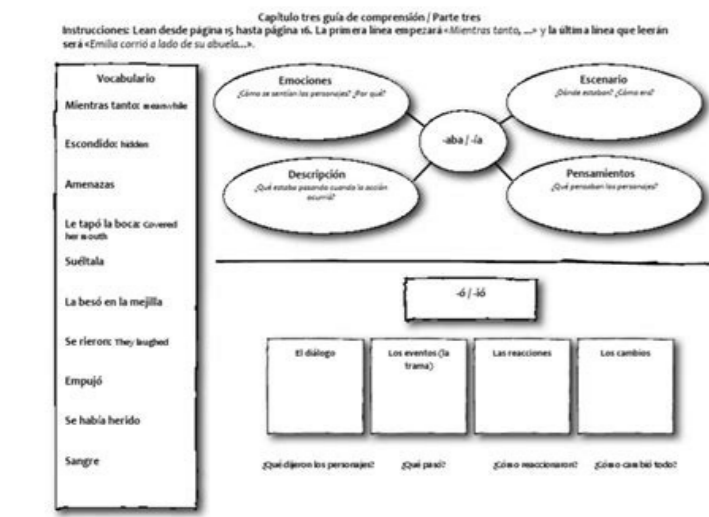 Capítulo tres guía de comprensión / Parte tres
Instrucciones: Lean desde página 15 hasta página 16. La primera línea empezará «Mientras tanto, ...» y la última línea que leerán
será «Emilia corrió a lado de su abuela...».
Vocabulario
Mientras tanto: meanwhile
Escondido: hidden
Amenazas
Le tapó la boca: Covered
her mouth
Suéltala
La besó en la mejilla
Se rieron: They laughed
Empujó
Se había herido
Sangre
Emociones
¿Cómo se sentían los personajes? ¿Por qué?
Escenario
¿Dónde estaban? ¿Cómo era?
-aba / -ía
Descripción
¿Qué estaba pasando cuando la acción
ocurrió?
Pensamientos
¿Qué pensaban los personajes?
-ó / -ió
El diálogo
Los eventos (la
trama)
Las reacciones
Los cambios
¿Qué dijeron los personajes?
¿Qué pasó?
¿Cómo reaccionaron?
¿Cómo cambió todo?